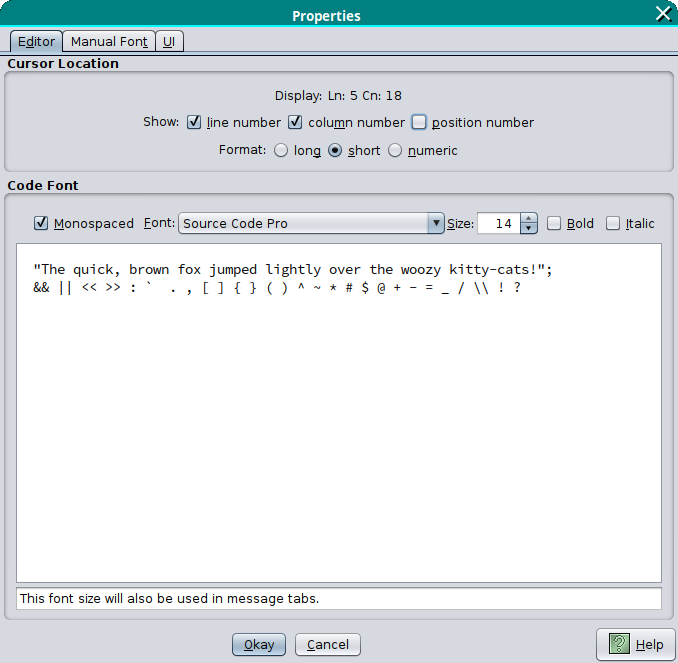 Properties
Editor Manual Font UI
Cursor Location
Display: Ln: 5 Cn: 18
Show: line number column number position number
Format: long short numeric
Code Font
Monospaced Font: Source Code Pro Size: 14 Bold Italic
"The quick, brown fox jumped lightly over the woozy kitty-cats!";
&& || << >> : ` . , [ ] { } ( ) ^ ~ * # $ @ + - = _ / \\ ! ?
This font size will also be used in message tabs.
Okay Cancel ? Help